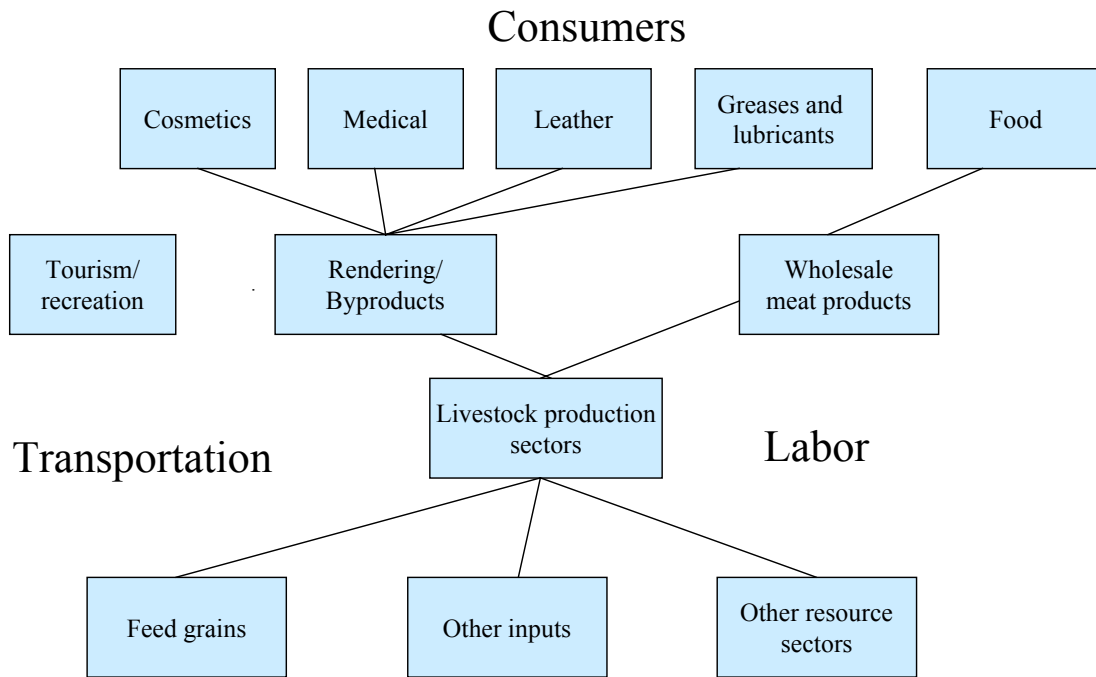 Consumers
Cosmetics
Medical
Leather
Greases and
lubricants
Food
Tourism/
recreation
Rendering/
Byproducts
Wholesale
meat products
Livestock production
sectors
Transportation
Labor
Feed grains
Other inputs
Other resource
sectors